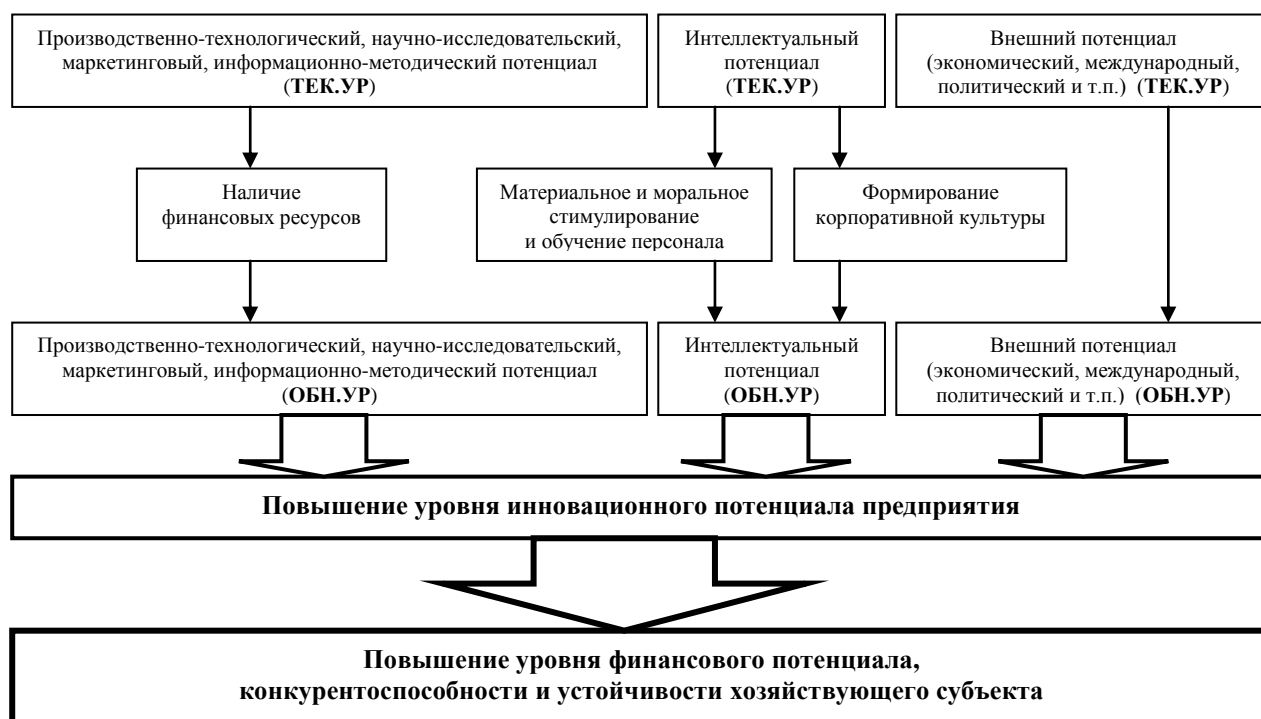 Производственно-технологический, научно-исследовательский,
маркетинговый, информационно-методический потенциал
(ТЕК.УР)
Интеллектуальный
потенциал
(ТЕК.УР)
Внешний потенциал
(экономический, международный,
политический и т.п.) (ТЕК.УР)
Наличие
финансовых ресурсов
Материальное и моральное
стимулирование
и обучение персонала
Формирование
корпоративной культуры
Производственно-технологический, научно-исследовательский,
маркетинговый, информационно-методический потенциал
(ОБН.УР)
Интеллектуальный
потенциал
(ОБН.УР)
Внешний потенциал
(экономический, международный,
политический и т.п.) (ОБН.УР)
Повышение уровня инновационного потенциала предприятия
Повышение уровня финансового потенциала,
конкурентоспособности и устойчивости хозяйствующего субъекта